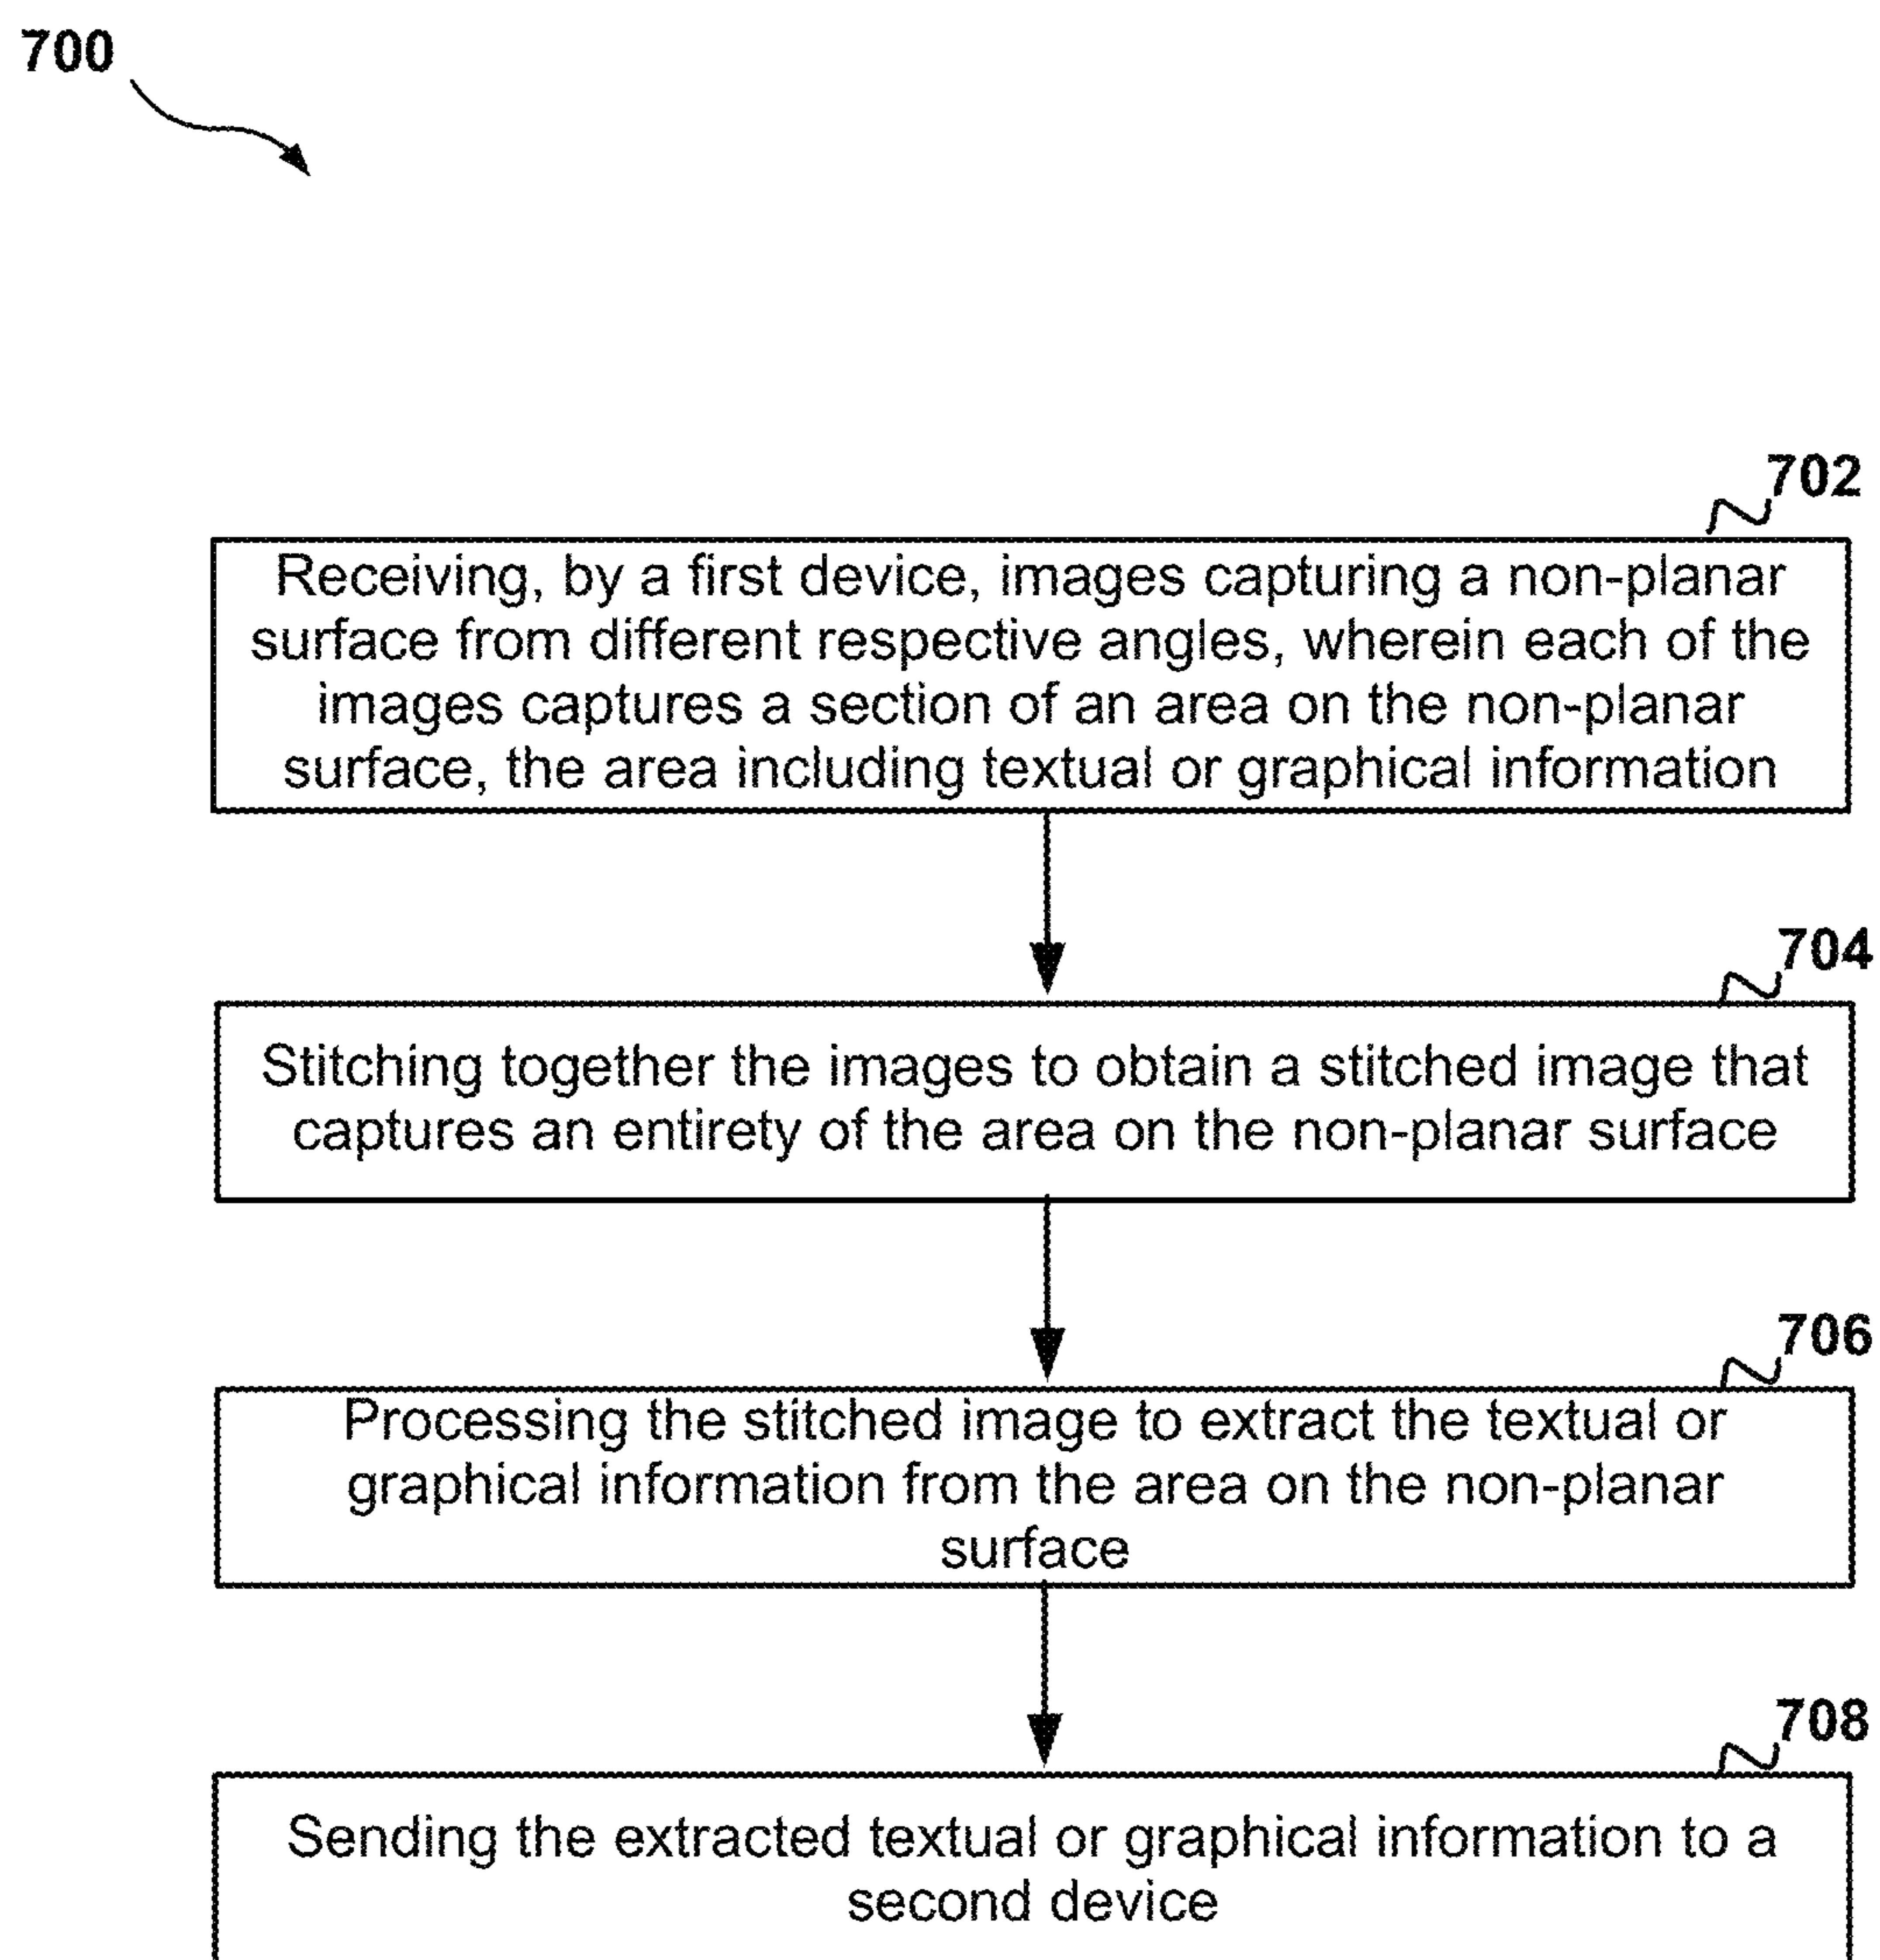 700
702
Receiving, by a first device, images capturing a non-planar
surface from different respective angles, wherein each of the
images captures a section of an area on the non-planar
surface, the area including textual or graphical information
704
Stitching together the images to obtain a stitched image that
captures an entirety of the area on the non-planar surface
706
Processing the stitched image to extract the textual or
graphical information from the area on the non-planar
surface
708
Sending the extracted textual or graphical information to a
second device